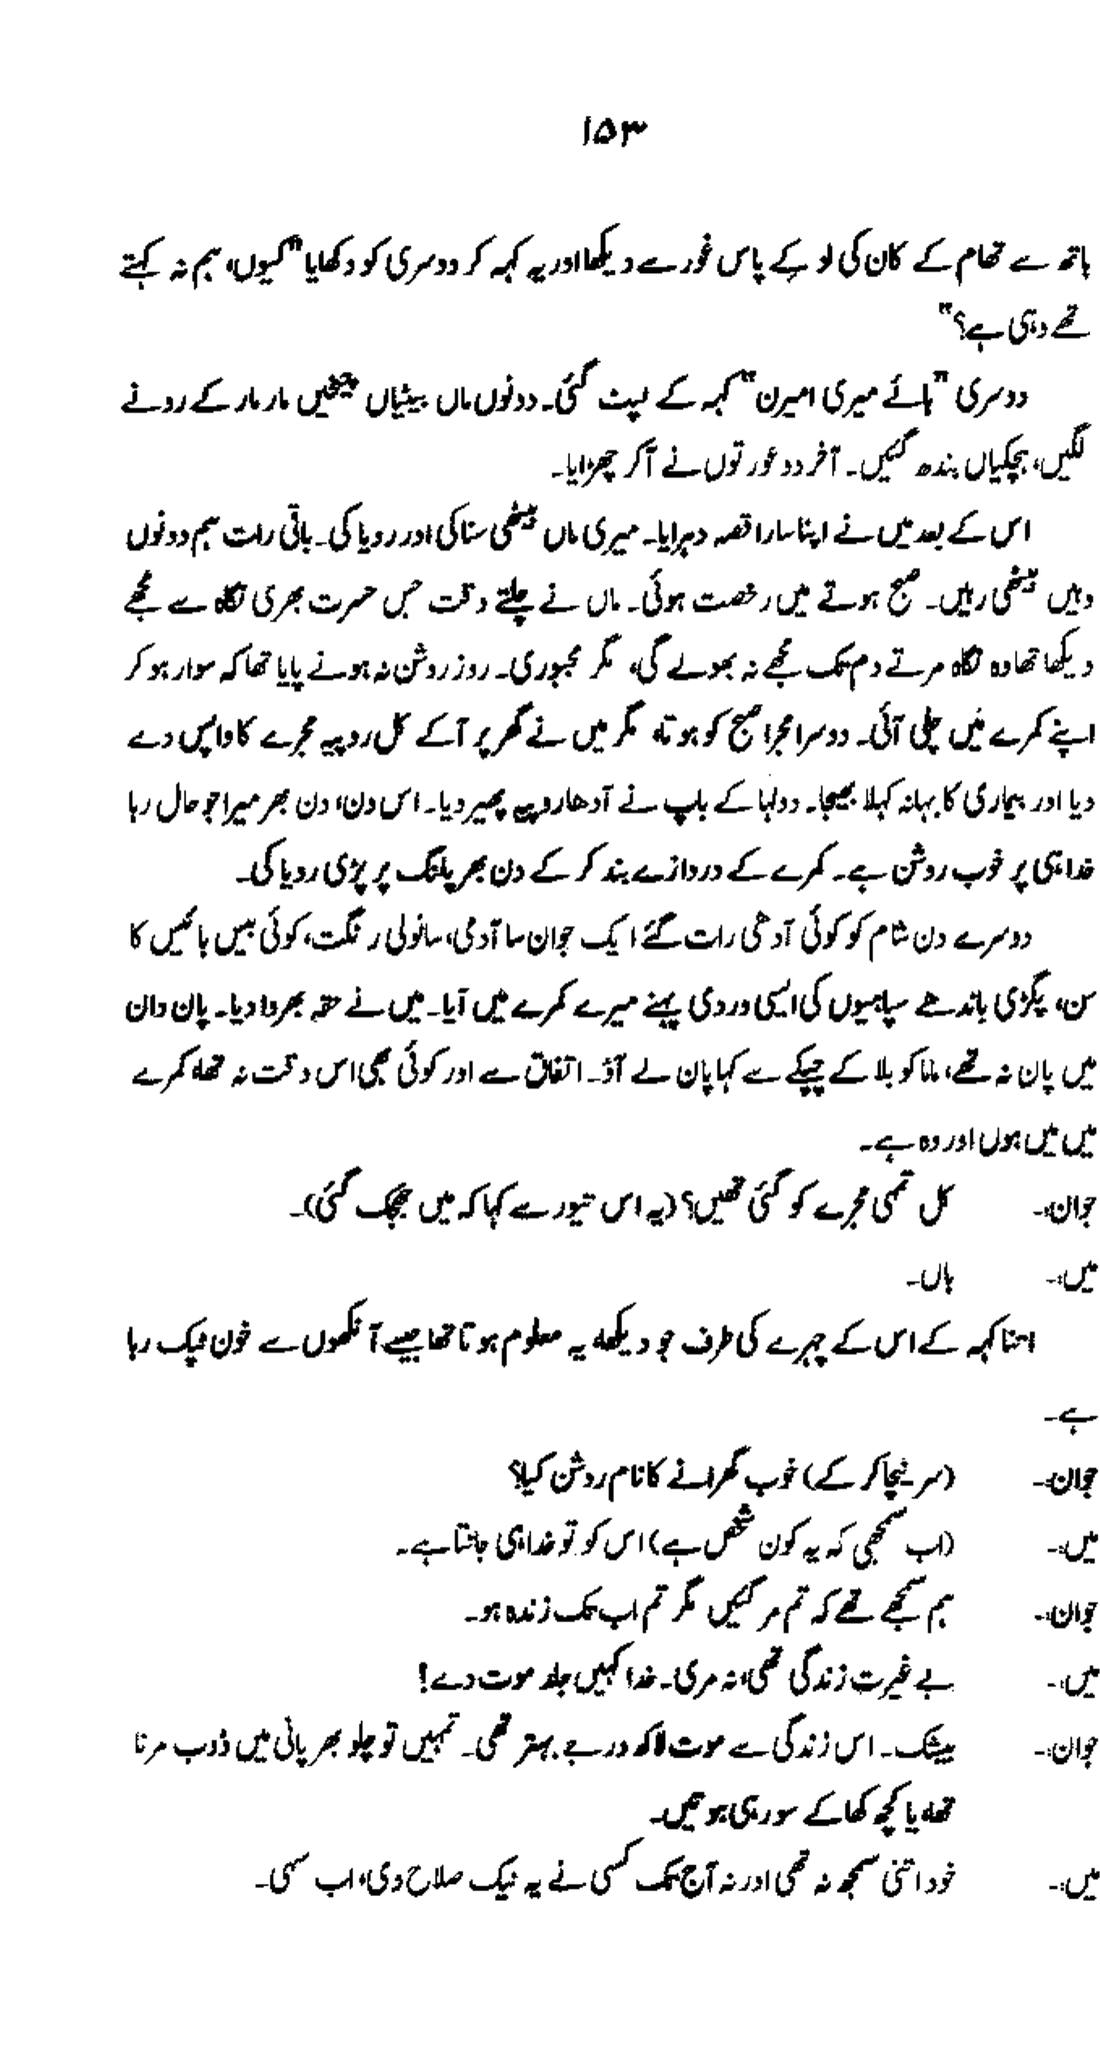 ۱۵۳
ہاتھ سے تھام کے کان کی لو کے پاس غور سے دیکھا اور یہ کہہ کر دوسری کو دکھایا "کیوں، ہم نہ کہتے
تھے وہی ہے؟"
دوسری "ہائے میری امیرن" کہہ کے لپٹ گئی۔ دونوں ماں بیٹیاں چیخیں مار مار کے رونے
لگیں، ہچکیاں بندھ گئیں۔ آخر دو عورتوں نے آکر چھڑایا۔
اس کے بعد میں نے اپنا سارا قصہ دہرایا۔ میری ماں بیٹھی سنا کی اور رویا کی۔ باقی رات ہم دونوں
وہیں بیٹھی رہیں۔ صبح ہوتے میں رخصت ہوئی۔ ماں نے چلتے وقت جس حسرت بھری نگاہ سے مجھے
دیکھا تھا وہ نگاہ مرتے دم تک مجھے نہ بھولے گی، مگر مجبوری۔ روز روشن نہ ہونے پایا تھا کہ سوار ہو کر
اپنے کمرے میں چلی آئی۔ دوسرا مجرا صبح کو ہوتا، مگر میں نے گھر پر آکے کل روپیہ مجرے کا واپس دے
دیا اور بیماری کا بہانہ کہلا بھیجا۔ دولہا کے باپ نے آدھا روپیہ پھیر دیا۔ اس دن، دن بھر میرا جو حال رہا
خدا ہی پر خوب روشن ہے۔ کمرے کے دروازے بند کر کے دن بھر پلنگ پر پڑی رویا کی۔
دوسرے دن شام کو کوئی آدھی رات گئے ایک جوان سا آدمی، سانولی رنگت، کوئی بیس بائیس کا
سن، پگڑی باندھے سپاہیوں کی ایسی وردی پہنے میرے کمرے میں آیا۔ میں نے حقہ بھروا دیا۔ پان دان
میں پان نہ تھے، ماما کو بلا کے چپکے سے کہا پان لے آؤ۔ اتفاق سے اور کوئی بھی اس وقت نہ تھا، کمرے
میں میں ہوں اور وہ ہے۔
جوان:- کل تمہی مجرے کو گئی تھیں؟ (یہ اس تیور سے کہا کہ میں جھجک گئی)۔
میں:- ہاں۔
اتنا کہہ کے اس کے چہرے کی طرف جو دیکھا، یہ معلوم ہوتا تھا جیسے آنکھوں سے خون ٹپک رہا
ہے۔
جوان:- (سر نیچا کر کے) خوب گھرانے کا نام روشن کیا؟
میں:- (اب سمجھی کہ یہ کون شخص ہے) اس کو تو خدا ہی جانتا ہے۔
جوان:- ہم سمجھے تھے کہ تم مر گئیں مگر تم اب تک زندہ ہو۔
میں:- بے غیرت زندگی تھی، نہ مری۔ خدا کہیں جلد موت دے!
جوان:- بیشک۔ اس زندگی سے موت لاکھ درجے بہتر تھی۔ تمہیں تو چلو بھر پانی میں ڈوب مرنا
تھا، یا کچھ کھا کے سو رہی ہوتیں۔
میں:- خود اتنی سمجھ نہ تھی اور نہ آج تک کسی نے یہ نیک صلاح دی، اب سہی۔